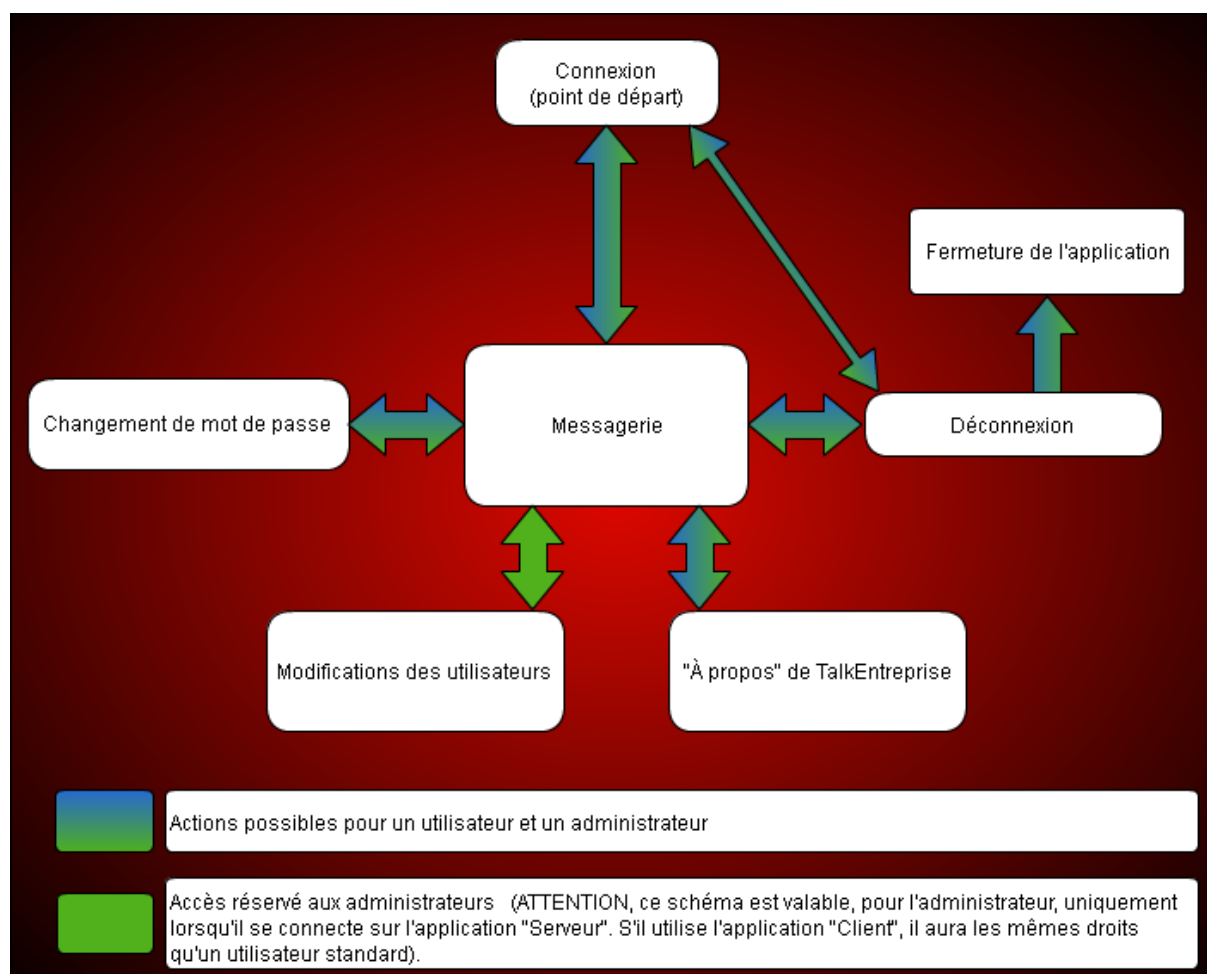 Connexion
(point de départ)
Fermeture de l'application
Changement de mot de passe
Messagerie
Déconnexion
Modifications des utilisateurs
"À propos" de TalkEntreprise
Actions possibles pour un utilisateur et un administrateur
Accès réservé aux administrateurs (ATTENTION, ce schéma est valable, pour l'administrateur, uniquement
lorsqu'il se connecte sur l'application "Serveur". S'il utilise l'application "Client", il aura les mêmes droits
qu'un utilisateur standard).